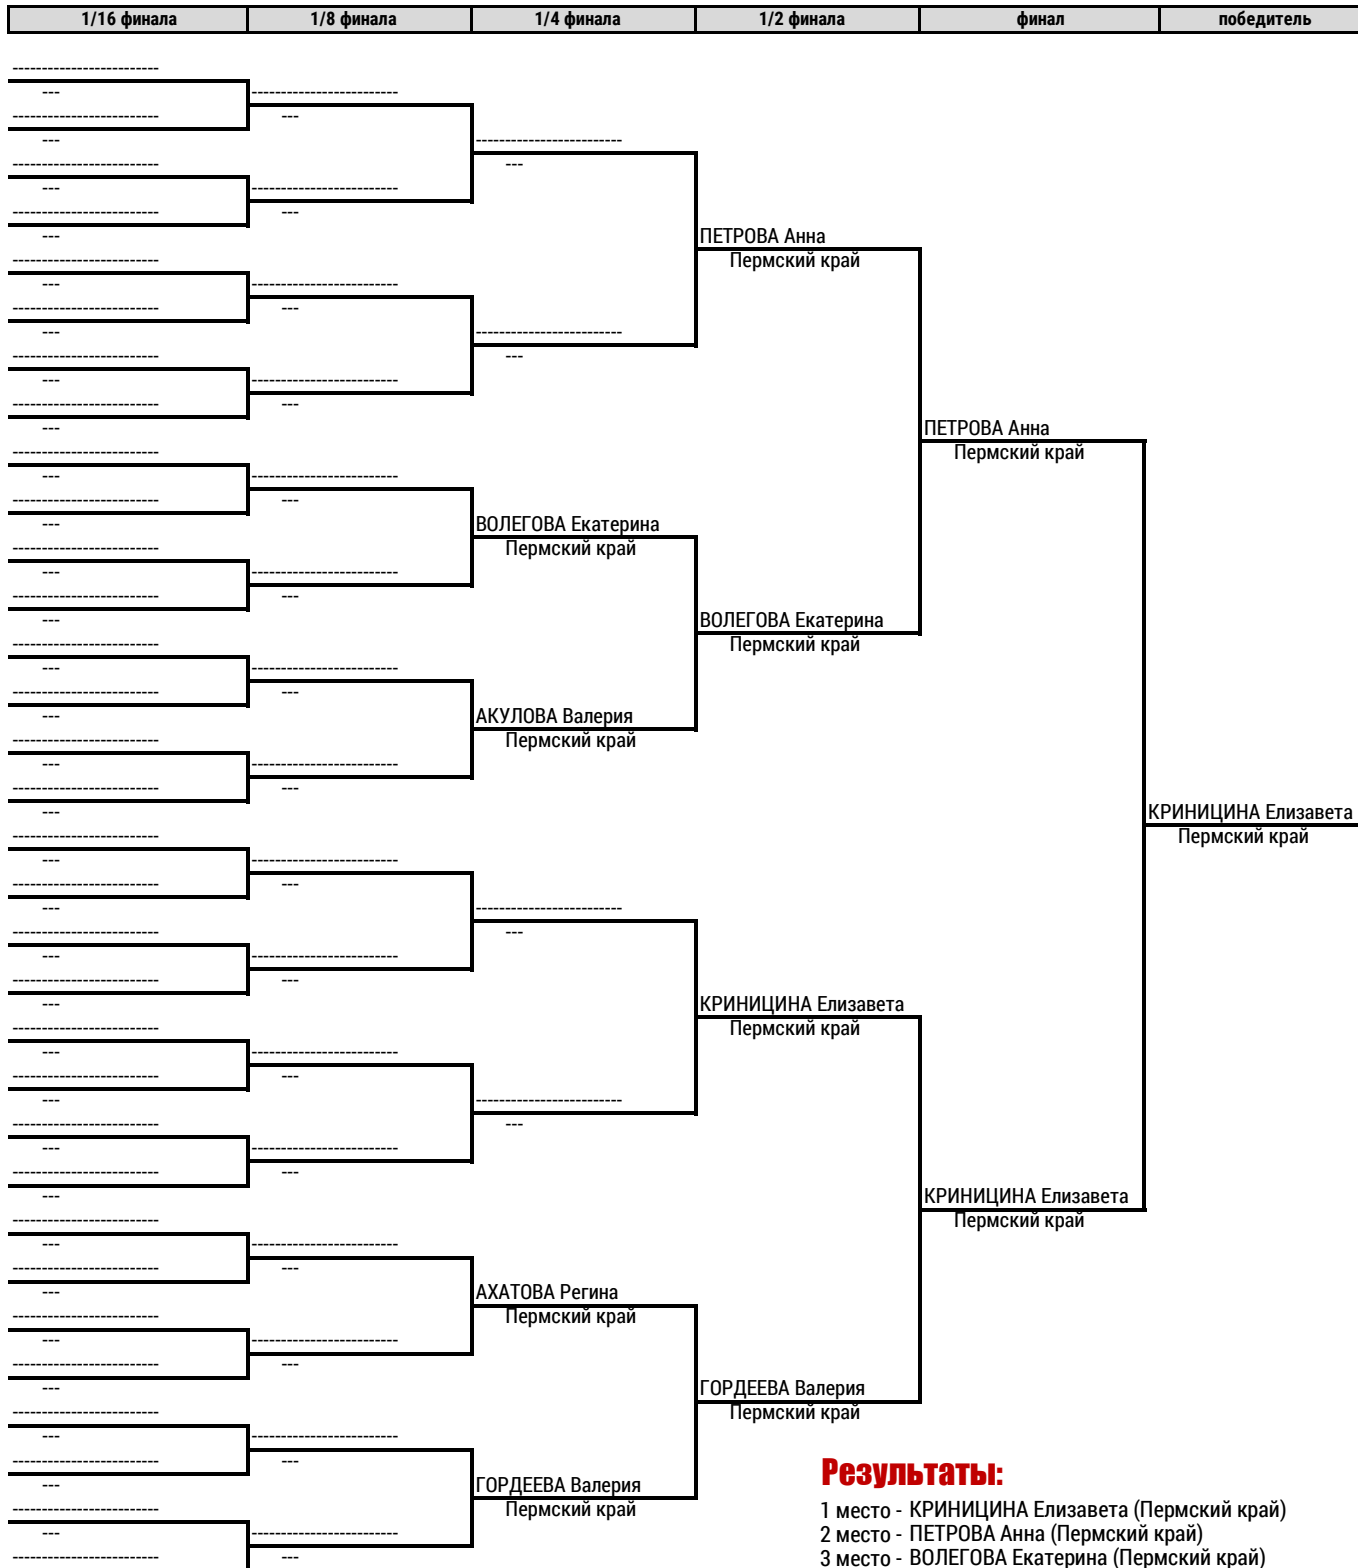 1/16 финала 1/8 финала 1/4 финала 1/2 финала финал победитель
-------------------------
---
-------------------------
---
-------------------------
---
-------------------------
---
ПЕТРОВА Анна
Пермский край
ПЕТРОВА Анна
Пермский край
ВОЛЕГОВА Екатерина
Пермский край
ВОЛЕГОВА Екатерина
Пермский край
АКУЛОВА Валерия
Пермский край
КРИНИЦИНА Елизавета
Пермский край
КРИНИЦИНА Елизавета
Пермский край
КРИНИЦИНА Елизавета
Пермский край
АХАТОВА Регина
Пермский край
ГОРДЕЕВА Валерия
Пермский край
ГОРДЕЕВА Валерия
Пермский край
Результаты:
1 место - КРИНИЦИНА Елизавета (Пермский край)
2 место - ПЕТРОВА Анна (Пермский край)
3 место - ВОЛЕГОВА Екатерина (Пермский край)